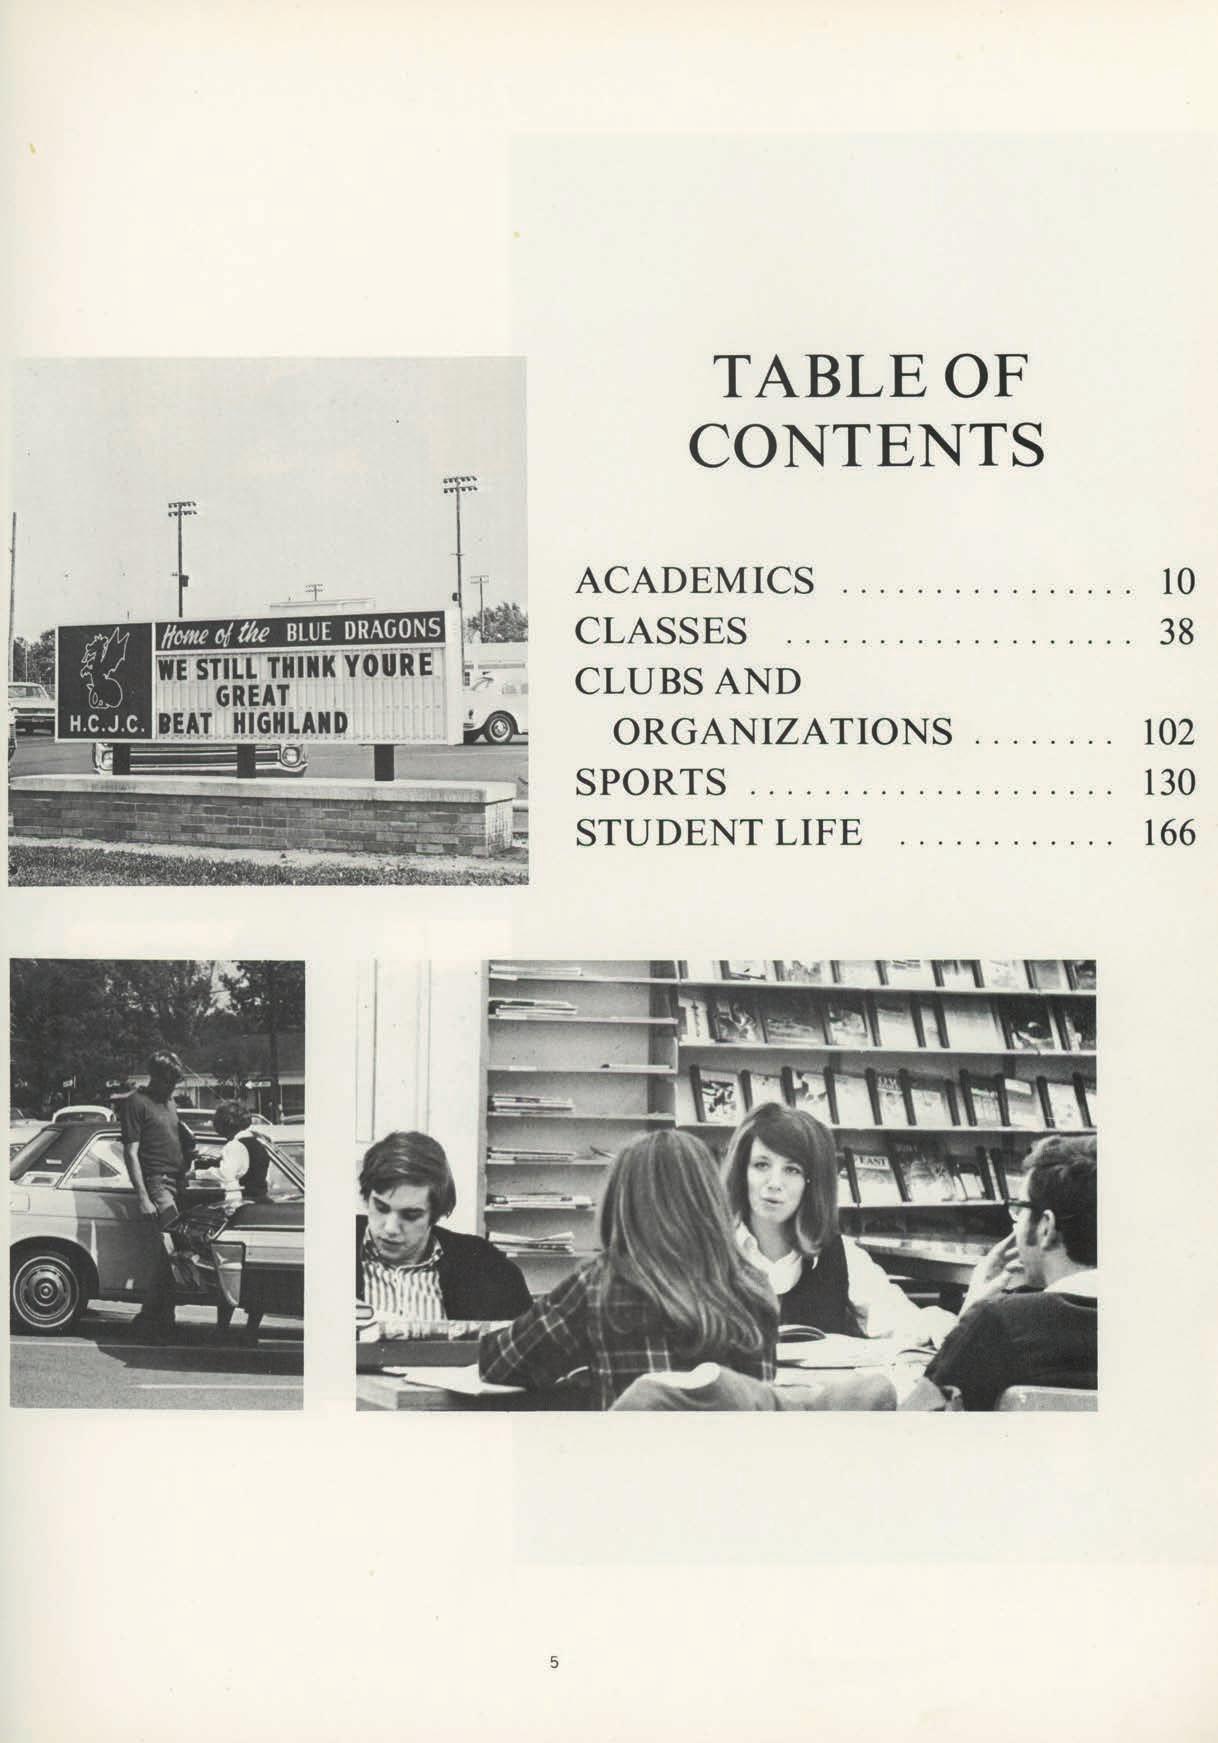 TABLE OF
CONTENTS
ACADEMICS ................ 10
CLASSES ................... 38
CLUBS AND
ORGANIZATIONS ........ 102
SPORTS .................... 130
STUDENT LIFE ............ 166
Home of the BLUE DRAGONS
WE STILL THINK YOURE
GREAT
BEAT HIGHLAND
H.C.J.C.
EAST
5